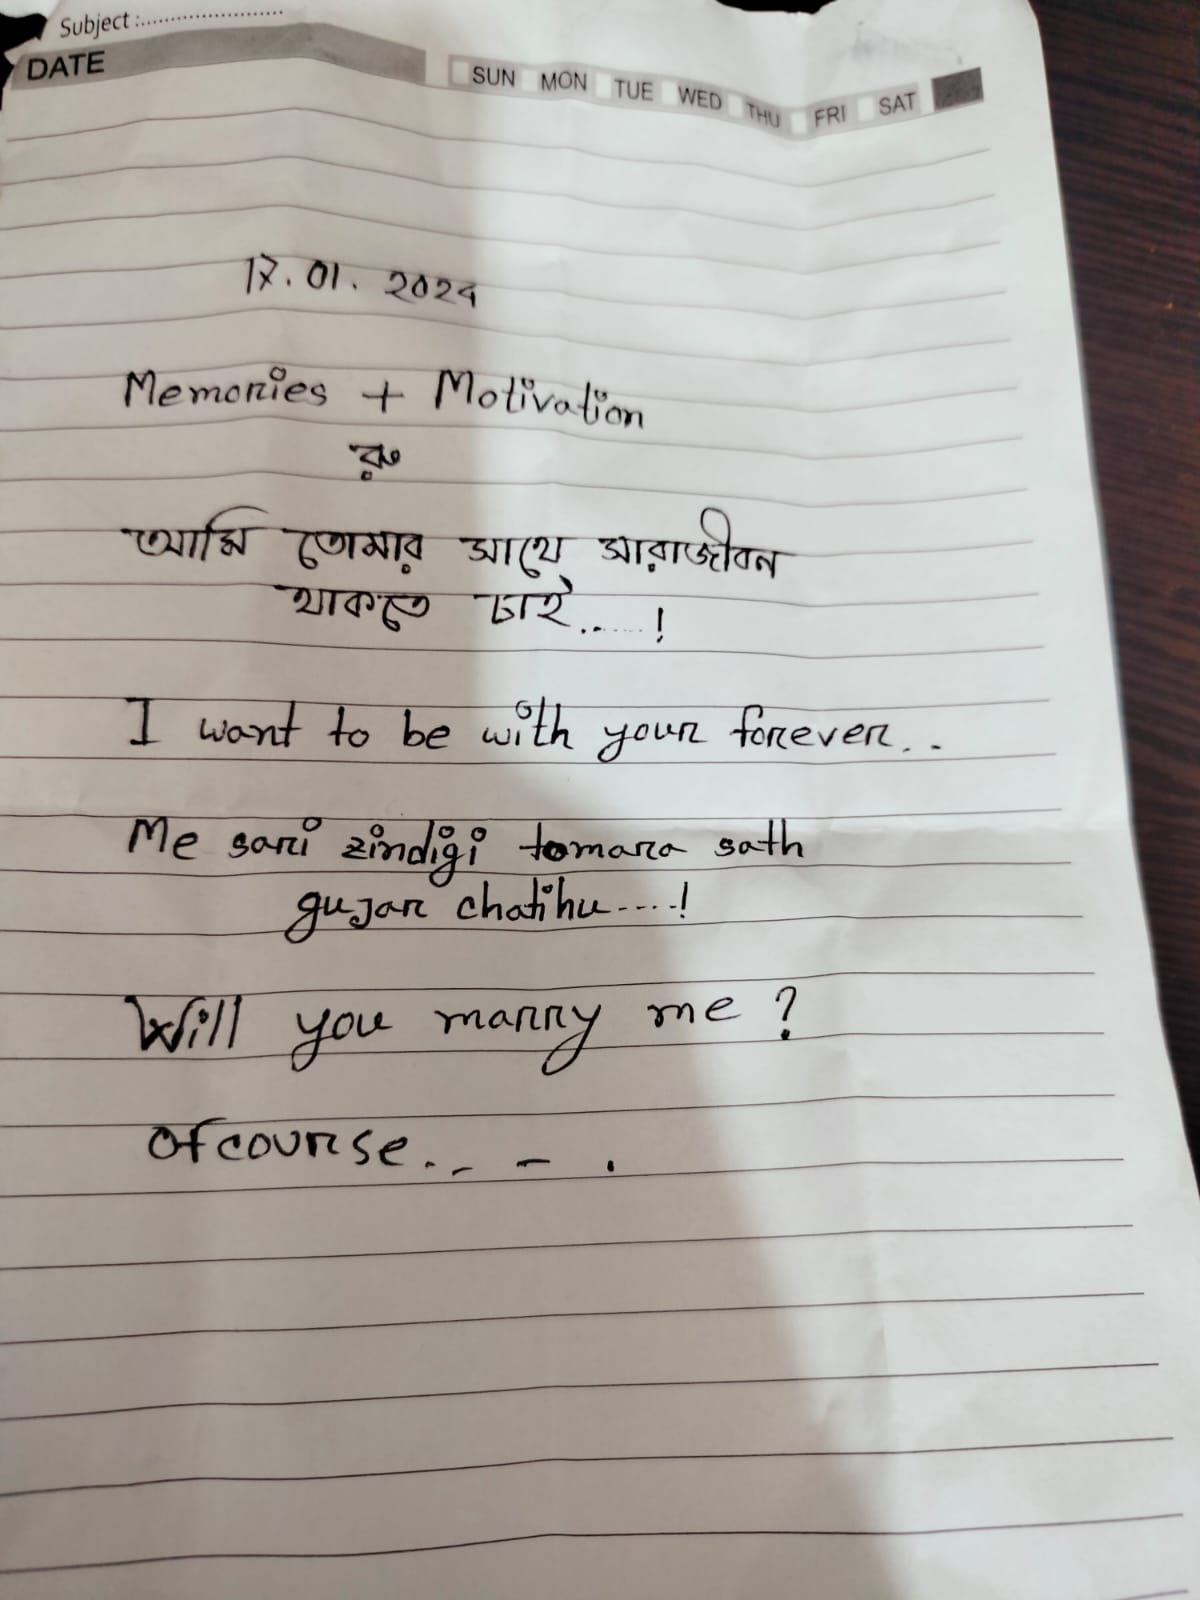 Subject :........................
DATE SUN MON TUE WED THU FRI SAT
17.01.2024
Memories + Motivation
রু
আমি তোমার সাথে সারাজীবন
থাকতে চাই......!
I want to be with your forever..
Me sari zindigi tomara sath
gujar chatihu....!
Will you marry me ?
Ofcourse.. - .